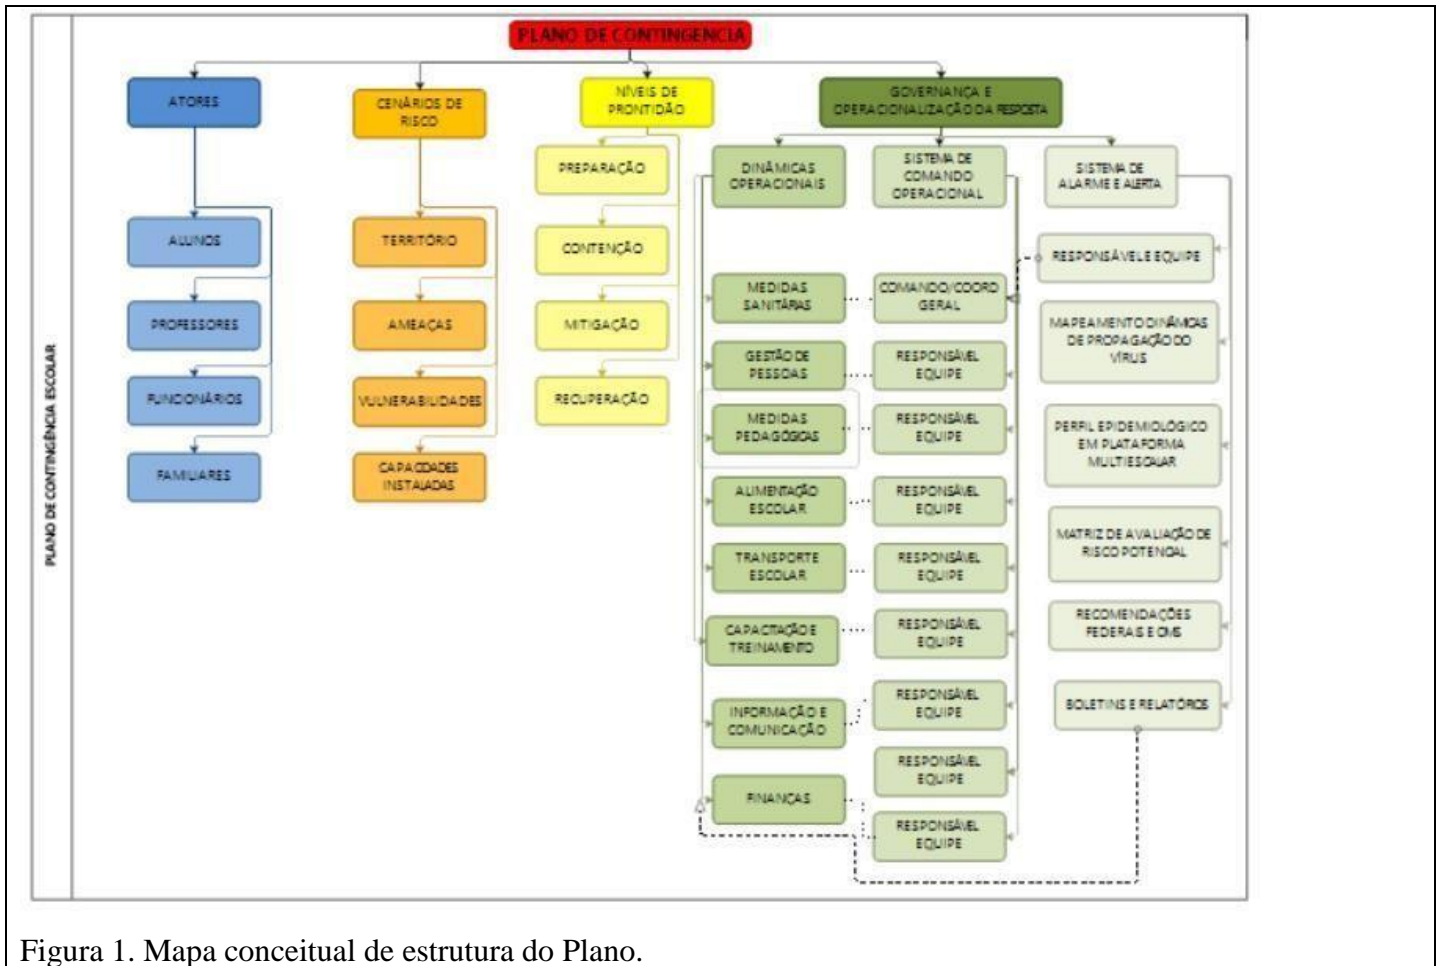 PLANO DE CONTINGENCIA
ATORES
CENÁRIOS DE
RISCO
NÍVEIS DE
PRONTIDÃO
GOVERNANÇA E
OPERACIONALIZAÇÃO DA RESPOSTA
PREPARAÇÃO
DINÂMICAS
OPERACIONAIS
SISTEMA DE
COMANDO
OPERACIONAL
SISTEMA DE
ALARME E ALERTA
ALUNOS
TERRITÓRIO
CONTENÇÃO
RESPONSÁVEL E EQUIPE
MEDIDAS
SANITÁRIAS
COMANDO/COORD
GERAL
PROFESSORES
AMEAÇAS
MITIGAÇÃO
MAPEAMENTO DINÂMICAS
DE PROPAGAÇÃO DO
VÍRUS
GESTÃO DE
PESSOAS
RESPONSÁVEL
EQUIPE
FUNCIONÁRIOS
VULNERABILIDADES
RECUPERAÇÃO
MEDIDAS
PEDAGÓGICAS
RESPONSÁVEL
EQUIPE
PERFIL EPIDEMIOLÓGICO
EM PLATAFORMA
MULTIESCALAR
FAMILIARES
CAPACIDADES
INSTALADAS
ALIMENTAÇÃO
ESCOLAR
RESPONSÁVEL
EQUIPE
MATRIZ DE AVALIAÇÃO DE
RISCO POTENCIAL
TRANSPORTE
ESCOLAR
RESPONSÁVEL
EQUIPE
CAPACITAÇÃO E
TREINAMENTO
RESPONSÁVEL
EQUIPE
RECOMENDAÇÕES
FEDERAIS E OMS
INFORMAÇÃO E
COMUNICAÇÃO
RESPONSÁVEL
EQUIPE
BOLETINS E RELATÓRIOS
RESPONSÁVEL
EQUIPE
FINANÇAS
RESPONSÁVEL
EQUIPE
PLANO DE CONTINGÊNCIA ESCOLAR
Figura 1. Mapa conceitual de estrutura do Plano.